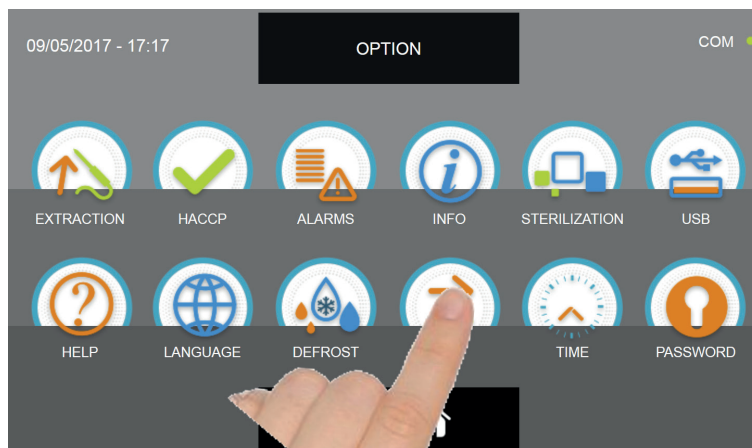 09/05/2017 - 17:17
OPTION
COM
EXTRACTION
HACCP
ALARMS
INFO
STERILIZATION
USB
HELP
LANGUAGE
DEFROST
TIME
PASSWORD